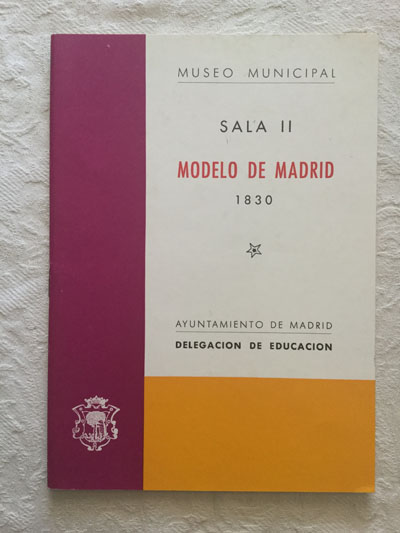 MUSEO MUNICIPAL
SALA II
MODELO DE MADRID
1830
AYUNTAMIENTO DE MADRID
DELEGACION DE EDUCACION